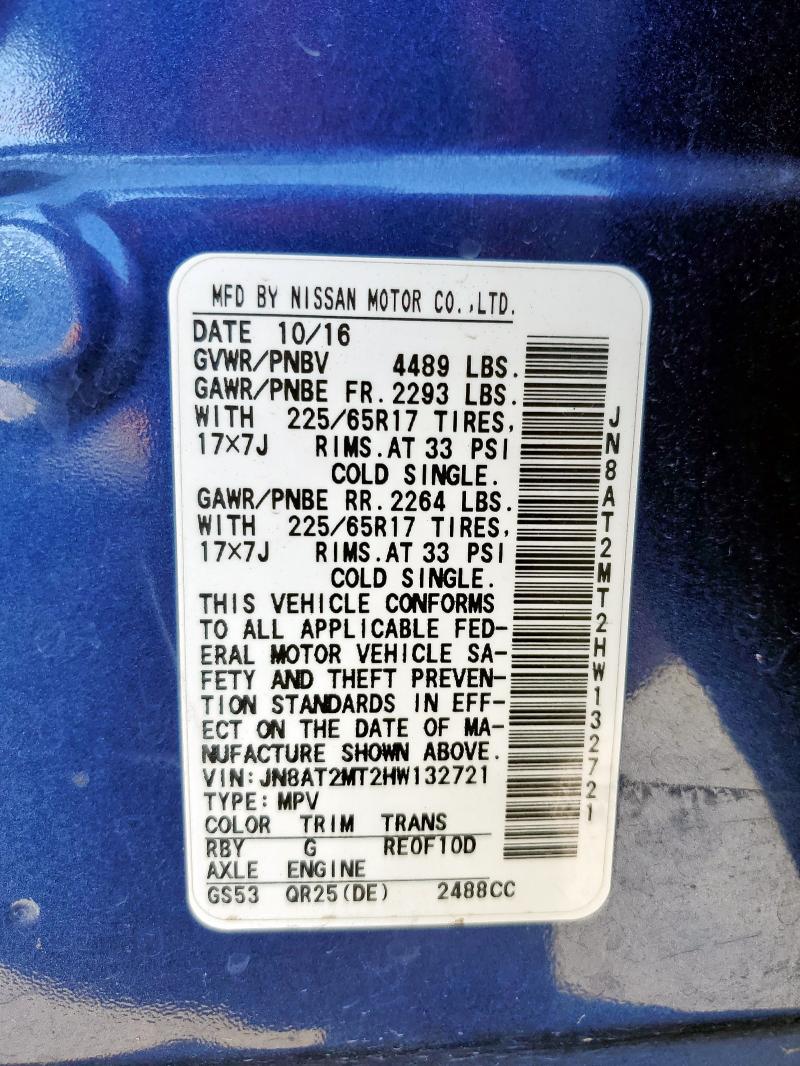 MFD BY NISSAN MOTOR CO.,LTD.
DATE 10/16
GVWR/PNBV 4489 LBS.
GAWR/PNBE FR. 2293 LBS.
WITH 225/65R17 TIRES,
17×7J RIMS. AT 33 PSI
COLD SINGLE.
GAWR/PNBE RR. 2264 LBS.
WITH 225/65R17 TIRES,
17×7J RIMS. AT 33 PSI
COLD SINGLE.
THIS VEHICLE CONFORMS
TO ALL APPLICABLE FED-
ERAL MOTOR VEHICLE SA-
FETY AND THEFT PREVEN-
TION STANDARDS IN EFF-
ECT ON THE DATE OF MA-
NUFACTURE SHOWN ABOVE.
VIN: JN8AT2MT2HW132721
TYPE: MPV
COLOR TRIM TRANS
RBY G RE0F10D
AXLE ENGINE
GS53 QR25(DE) 2488CC
JN8AT2MT2HW132721